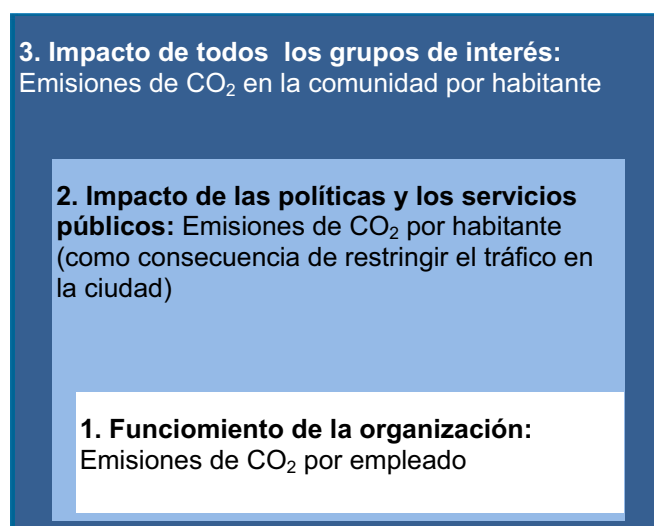 3. Impacto de todos  los grupos de interés:
Emisiones de CO₂ en la comunidad por habitante
2. Impacto de las políticas y los servicios
públicos: Emisiones de CO₂ por habitante
(como consecuencia de restringir el tráfico en
la ciudad)
1. Funciomiento de la organización:
Emisiones de CO₂ por empleado